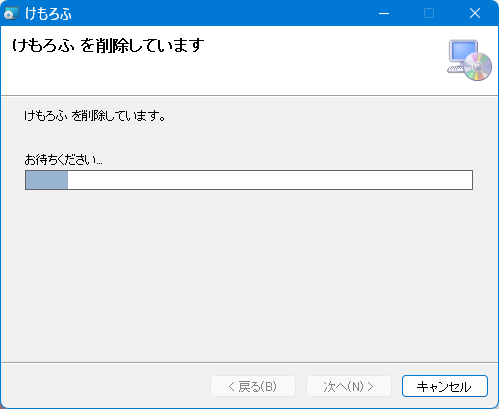 けもろふ
けもろふ を削除しています
けもろふ を削除しています。
お待ちください...
< 戻る(B)
次へ(N) >
キャンセル